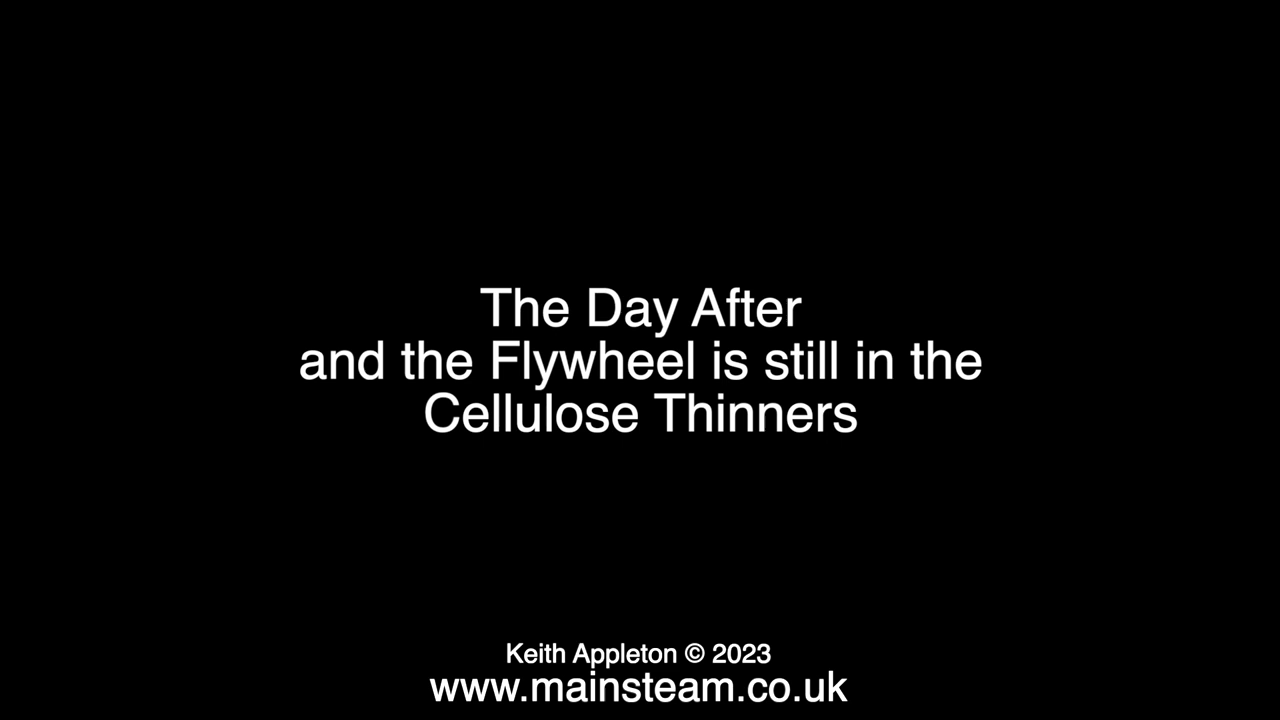 The Day After
and the Flywheel is still in the
Cellulose Thinners
Keith Appleton © 2023
www.mainsteam.co.uk